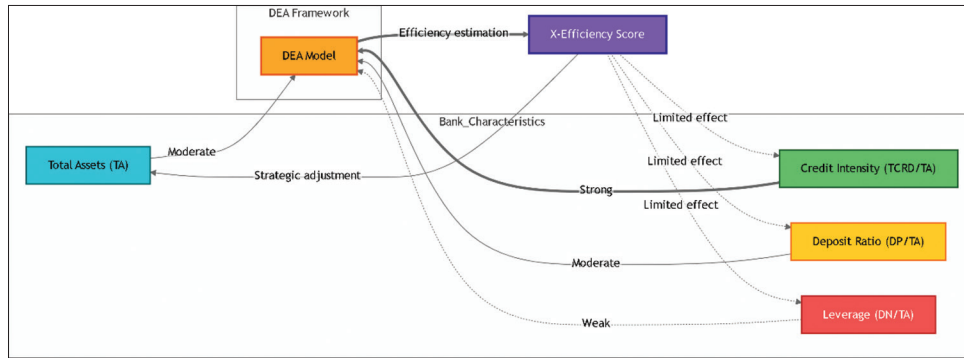 DEA Framework
Efficiency estimation
X-Efficiency Score
DEA Model
Bank_Characteristics
Limited effect
Moderate
Total Assets (TA)
Limited effect
Credit Intensity (TCRD/TA)
Strategic adjustment
Strong
Limited effect
Deposit Ratio (DP/TA)
Moderate
Leverage (DN/TA)
Weak